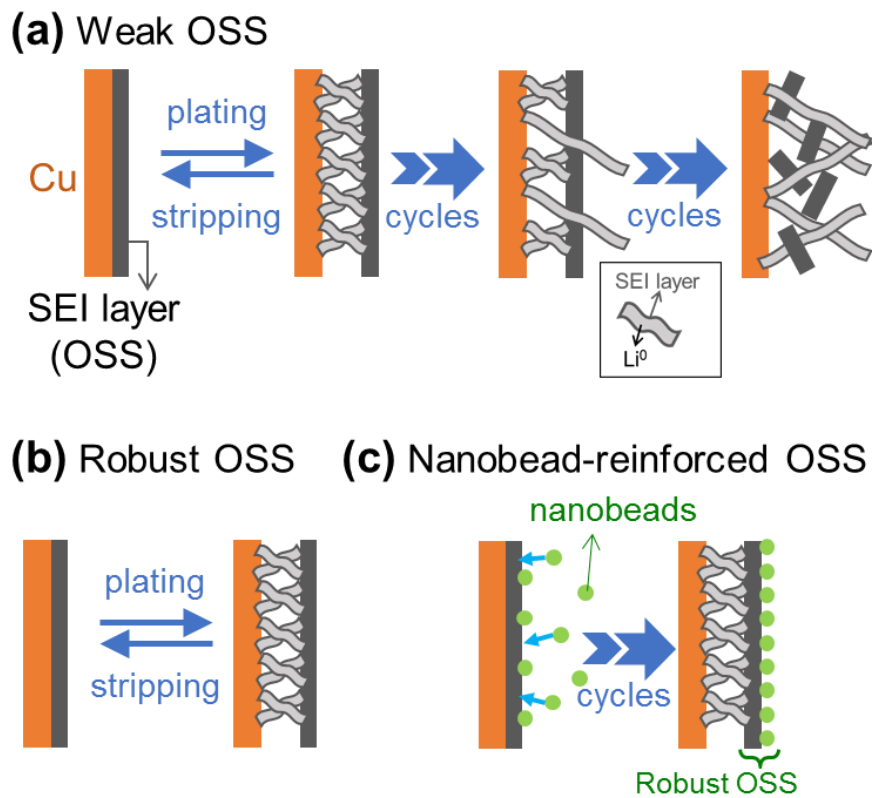 (a) Weak OSS
plating
Cu
stripping
cycles
cycles
SEI layer
(OSS)
SEI layer
Li⁰
(b) Robust OSS
(c) Nanobead-reinforced OSS
nanobeads
plating
stripping
cycles
Robust OSS